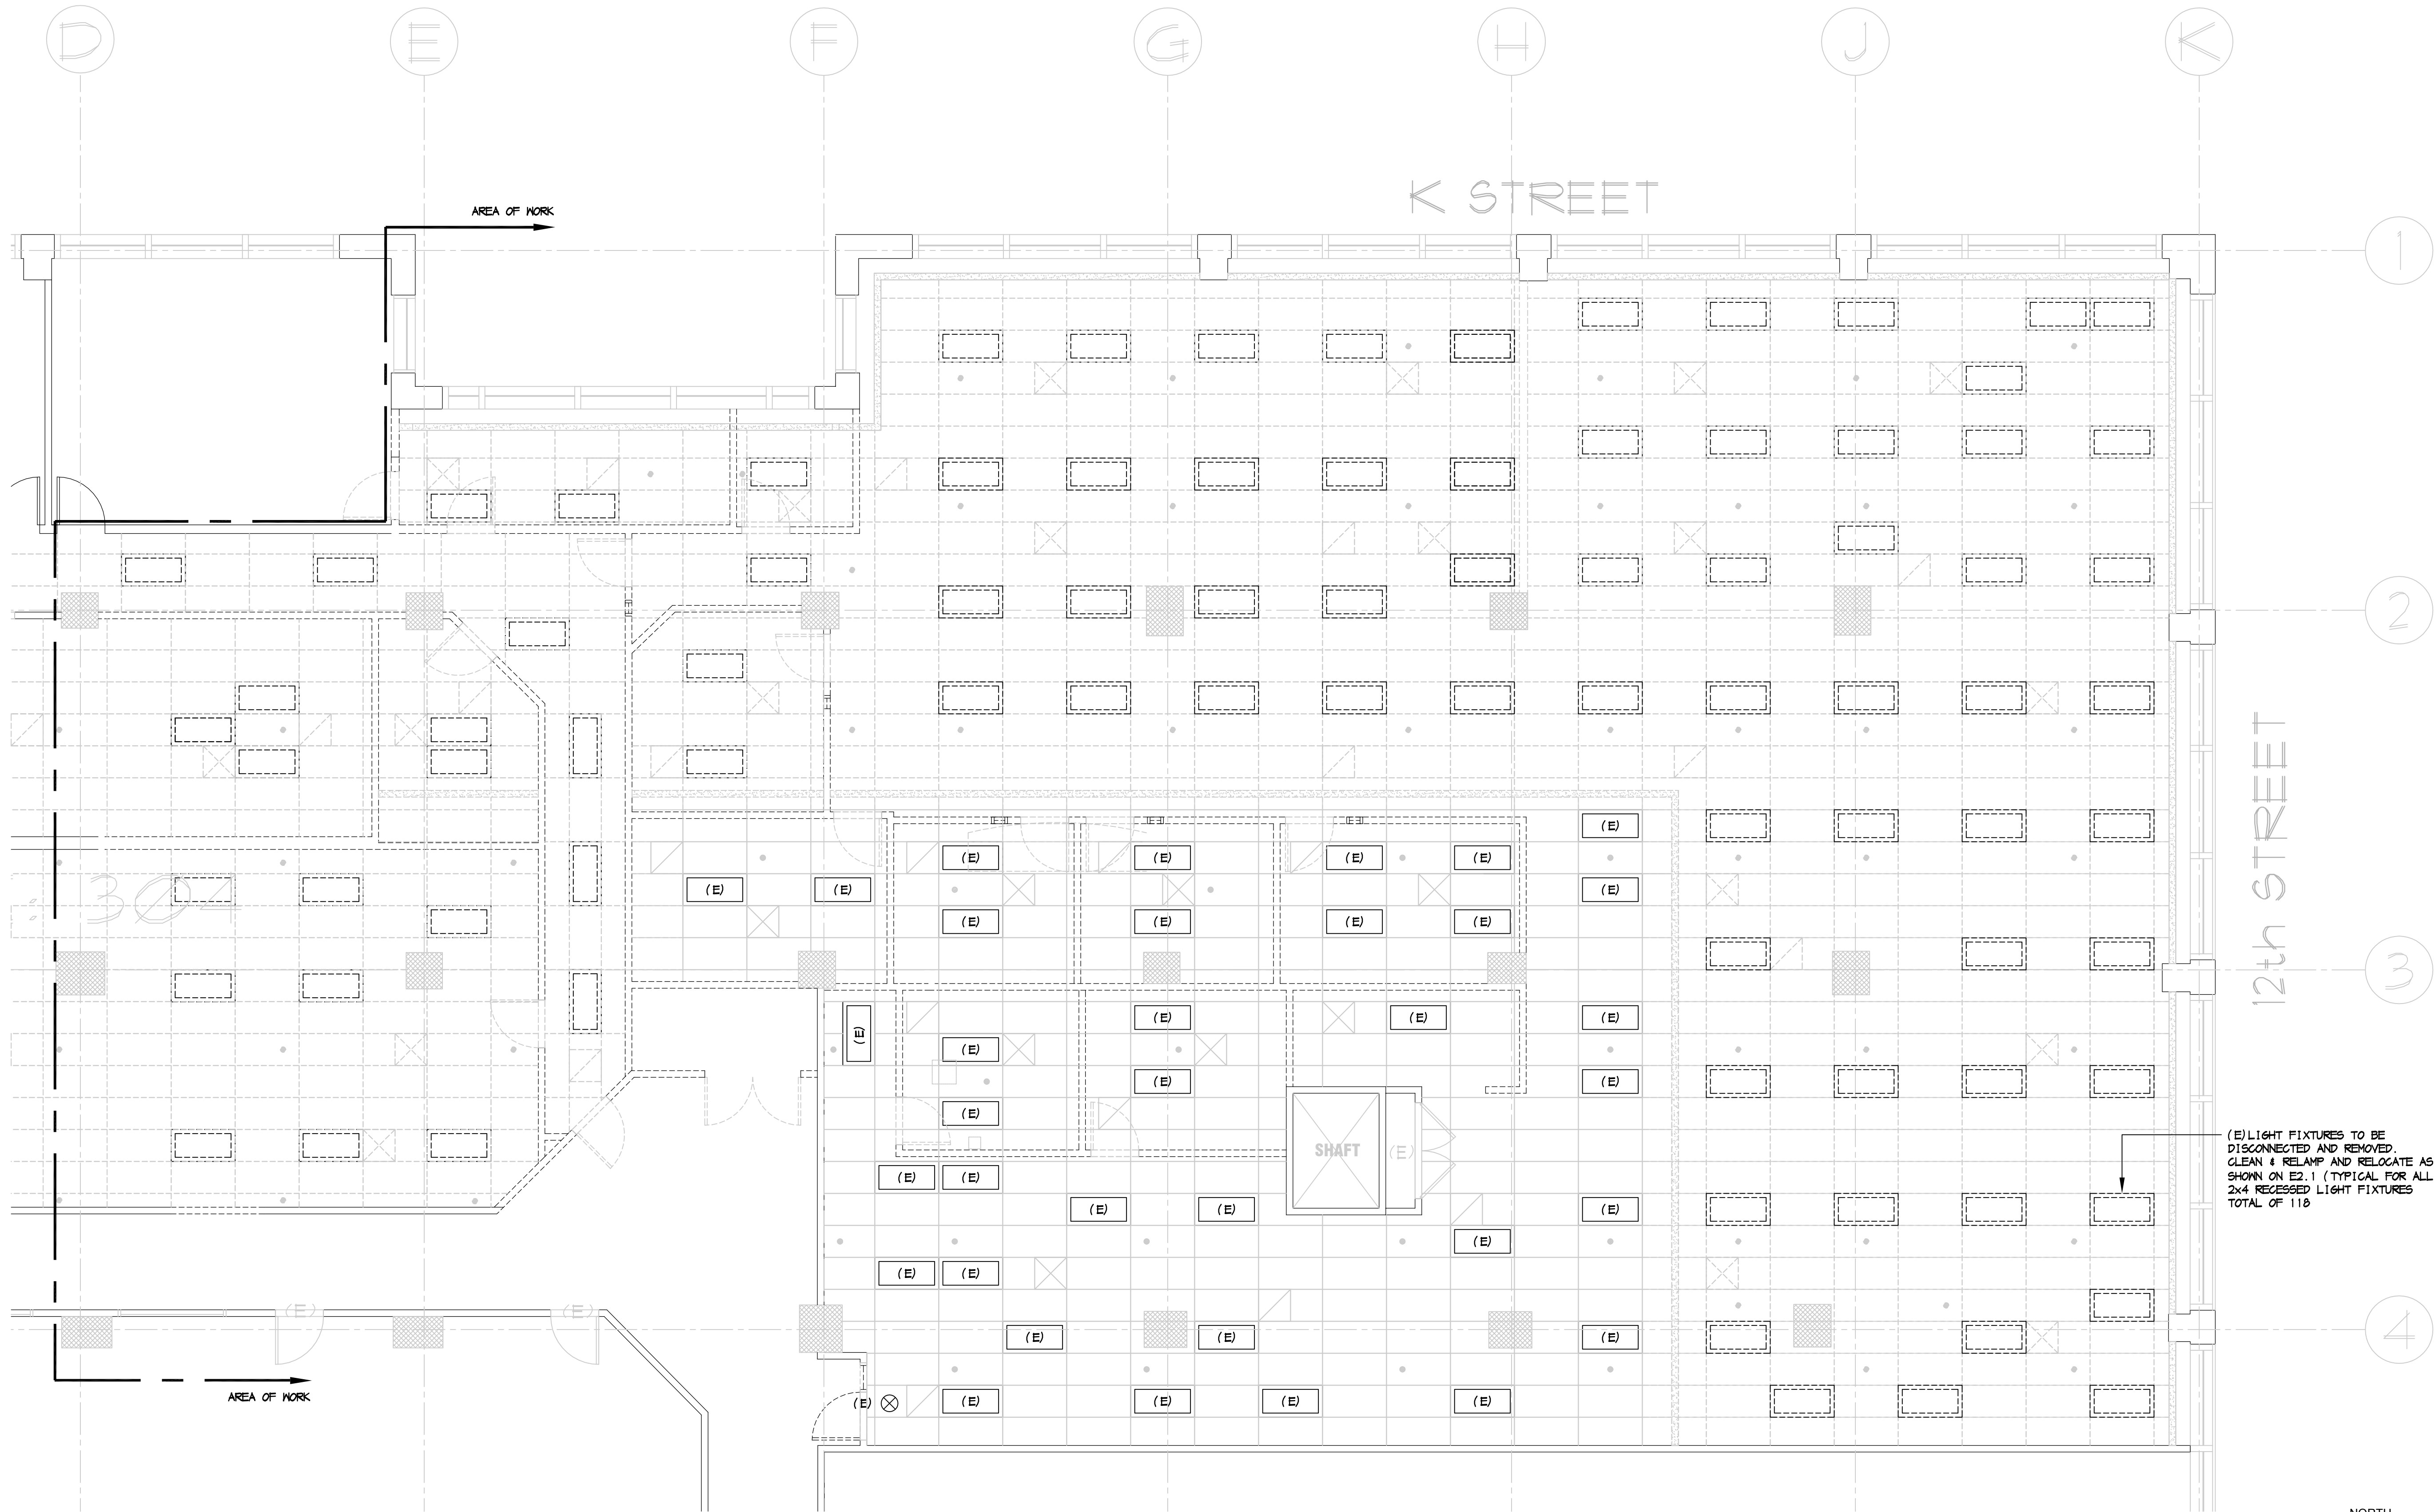 D E F G H J K
K STREET
AREA OF WORK
1
2
12th STREET
(E)
(E) (E) (E) (E)
304
(E) (E) (E)
(E) (E) (E) (E)
3
(E) (E) (E)
(E)
(E)
(E) (E)
(E)
SHAFT
(E)
(E) LIGHT FIXTURES TO BE
DISCONNECTED AND REMOVED.
CLEAN & RELAMP AND RELOCATE AS
SHOWN ON E2.1 (TYPICAL FOR ALL
2x4 RECESSED LIGHT FIXTURES
TOTAL OF 118
(E) (E)
(E) (E) (E)
(E)
(E) (E)
(E) (E)
(E) (E) (E)
4
AREA OF WORK
(E) (E) (E) (E) (E)
NORTH